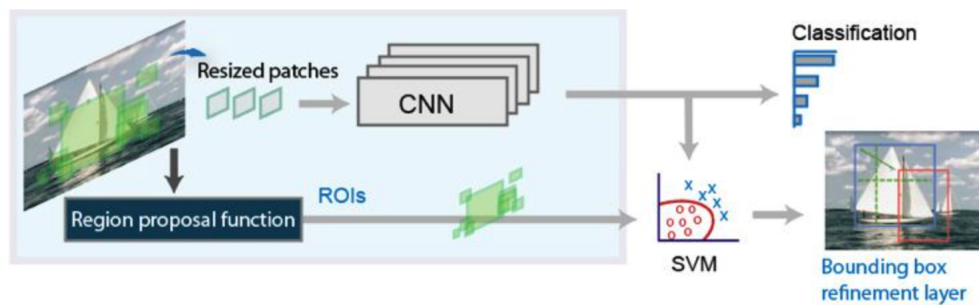 Classification
Resized patches
CNN
ROIs
Region proposal function
SVM
Bounding box
refinement layer